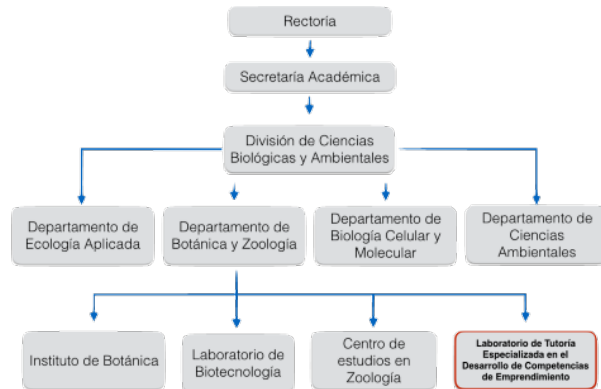 Rectoría
Secretaría Académica
División de Ciencias
Biológicas y Ambientales
Departamento de
Ecología Aplicada
Departamento de
Botánica y Zoología
Departamento de
Biología Celular y
Molecular
Departamento de
Ciencias
Ambientales
Instituto de Botánica
Laboratorio de
Biotecnología
Centro de
estudios en
Zoología
Laboratorio de Tutoría
Especializada en el
Desarrollo de Competencias
de Emprendimiento